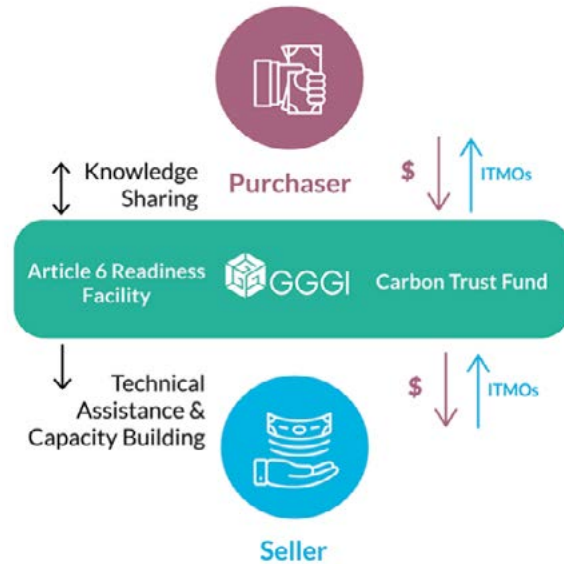 Knowledge
Sharing
Purchaser
$
ITMOs
Article 6 Readiness
Facility
GGGI
Carbon Trust Fund
Technical
Assistance &
Capacity Building
$
ITMOs
Seller